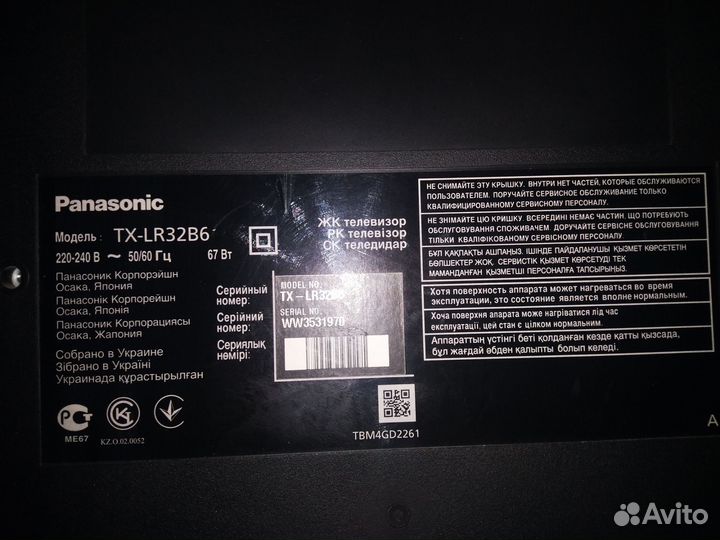 Panasonic
Модель : TX-LR32B6
220-240 В ~ 50/60 Гц 67 Вт
Панасоник Корпорэйшн
Осака, Япония
Панасонік Корпорейшн
Осака, Японія
Панасоник Корпорациясы
Осака, Жапония
Собрано в Украине
Зібрано в Україні
Украинада құрастырылған
ME67
KZ.O.02.0052
ЖК телевизор
РК телевізор
СК теледидар
Серийный номер:
Серійний номер:
Сериялық нөмірі:
MODEL NO.
TX-LR32B6
SERIAL NO.
WW3531970
TBM4GD2261
НЕ СНИМАЙТЕ ЭТУ КРЫШКУ. ВНУТРИ НЕТ ЧАСТЕЙ, КОТОРЫЕ ОБСЛУЖИВАЮТСЯ
ПОЛЬЗОВАТЕЛЕМ. ПОРУЧАЙТЕ СЕРВИСНОЕ ОБСЛУЖИВАНИЕ ТОЛЬКО
КВАЛИФИЦИРОВАННОМУ СЕРВИСНОМУ ПЕРСОНАЛУ.
НЕ ЗНІМАЙТЕ ЦЮ КРИШКУ. ВСЕРЕДИНІ НЕМАЄ ЧАСТИН, ЩО ПОТРЕБУЮТЬ
ОБСЛУГОВУВАННЯ СПОЖИВАЧЕМ. ДОРУЧАЙТЕ СЕРВІСНЕ ОБСЛУГОВУВАННЯ
ТІЛЬКИ КВАЛІФІКОВАНОМУ СЕРВІСНОМУ ПЕРСОНАЛУ.
БҰЛ ҚАҚПАҚТЫ АШПАҢЫЗ. ІШІНДЕ ПАЙДАЛАНУШЫ ҚЫЗМЕТ КӨРСЕТЕТІН
БӨЛШЕКТЕР ЖОҚ. СЕРВИСТІК ҚЫЗМЕТ КӨРСЕТУДІ ТЕК
МАМАНДАНҒАН ҚЫЗМЕТШІ ПЕРСОНАЛҒА ТАПСЫРЫҢЫЗ.
Хотя поверхность аппарата может нагреваться во время
эксплуатации, это состояние является вполне нормальным.
Хоча поверхня апарата може нагріватися під час
експлуатації, цей стан є цілком нормальним.
Аппараттың үстіңгі беті қолданғанда қызған кезде қатты қызсада,
бұл жағдай әбден қалыпты болып келеді.
A
Avito